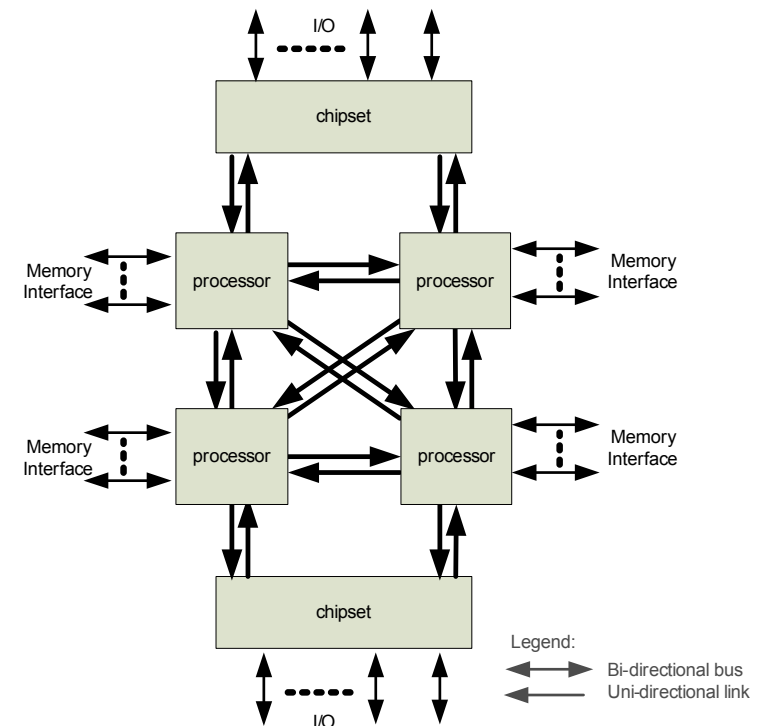 I/O
chipset
Memory
Interface
processor
processor
Memory
Interface
Memory
Interface
processor
processor
Memory
Interface
chipset
Legend:
Bi-directional bus
Uni-directional link
I/O